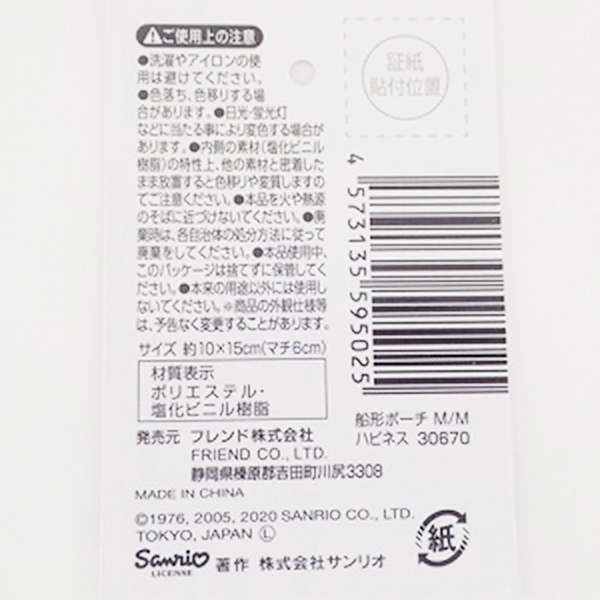 ご使用上の注意
●洗濯やアイロンの使
用は避けてください。
●色落ち、色移りする場
合があります。●日光・蛍光灯
などに当たる事により変色する場合が
あります。●内側の素材(塩化ビニル
樹脂)の特性上、他の素材と密着した
まま放置すると色移りや変質しますの
でご注意ください。●本品を火や熱源
のそばに近づけないでください。●廃
棄時は、各自治体の処分方法に従って
廃棄をしてください。●本品使用中、
このパッケージは捨てずに保管してく
ださい。●本来の用途以外には使用し
ないでください。※商品の外観仕様等
は、予告なく変更することがあります。
サイズ 約10×15cm(マチ6cm)
材質表示
ポリエステル・
塩化ビニル樹脂
発売元 フレンド株式会社
FRIEND CO., LTD.
静岡県榛原郡吉田町川尻3308
MADE IN CHINA
©1976, 2005, 2020 SANRIO CO., LTD.
TOKYO, JAPAN Ⓛ
Sanrio
LICENSE
著作 株式会社サンリオ
証紙
貼付位置
4 573135 595025
船形ポーチ M/M
ハピネス 30670
紙